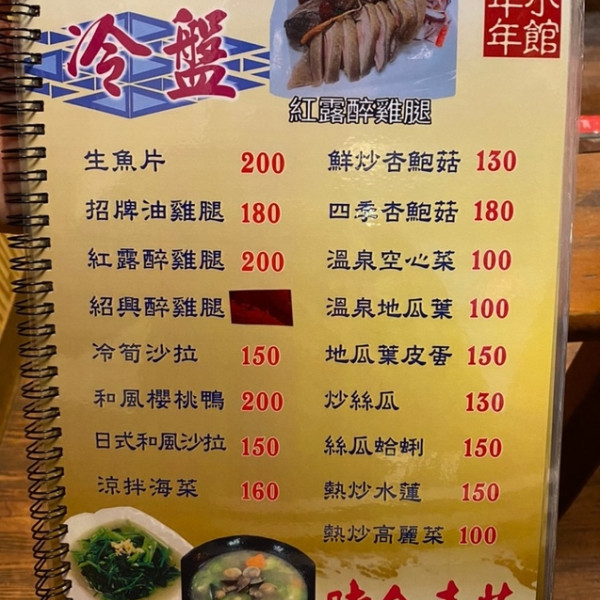 冷盤
紅露醉雞腿
水館
年年
生魚片 200
招牌油雞腿 180
紅露醉雞腿 200
紹興醉雞腿
冷筍沙拉 150
和風櫻桃鴨 200
日式和風沙拉 150
涼拌海菜 160
鮮炒杏鮑菇 130
四季杏鮑菇 180
溫泉空心菜 100
溫泉地瓜葉 100
地瓜葉皮蛋 150
炒絲瓜 130
絲瓜蛤蜊 150
熱炒水蓮 150
熱炒高麗菜 100